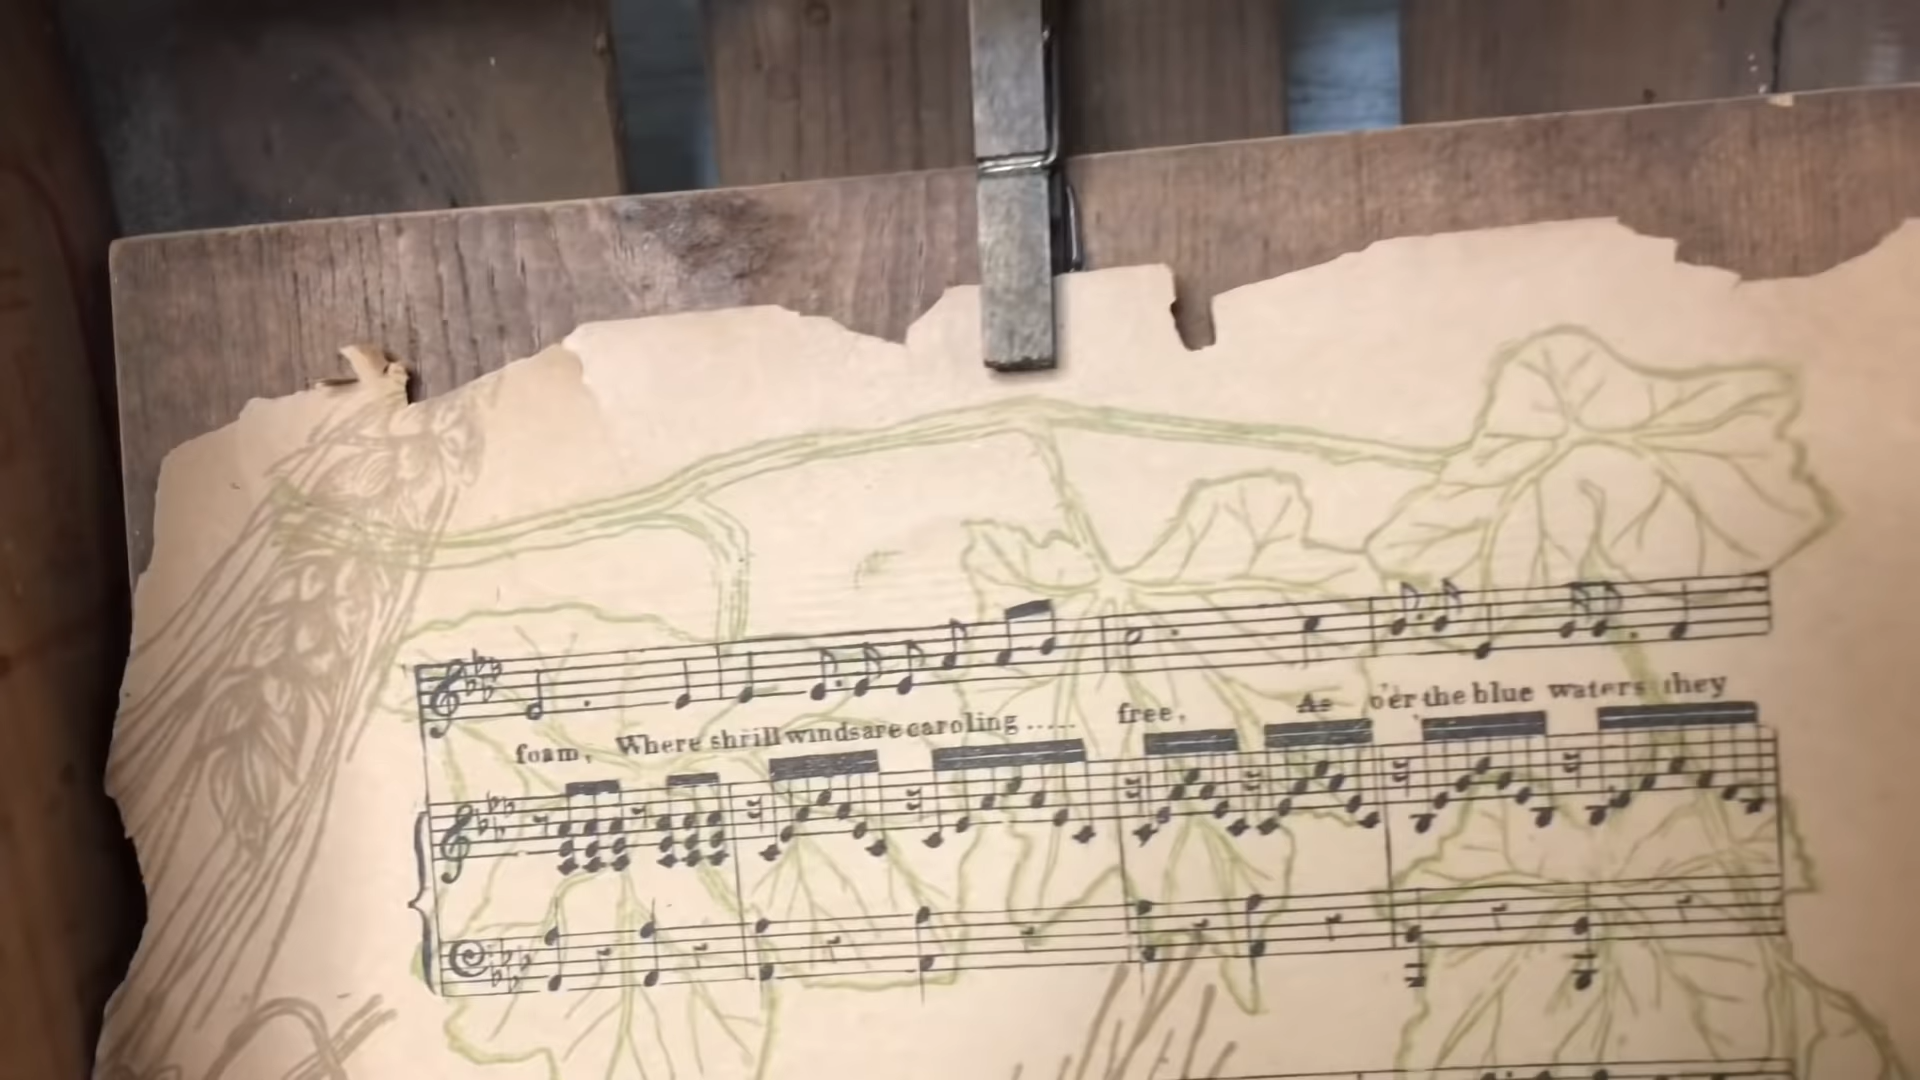 foam, Where shrill winds are caroling ..... free, As o'er the blue waters they